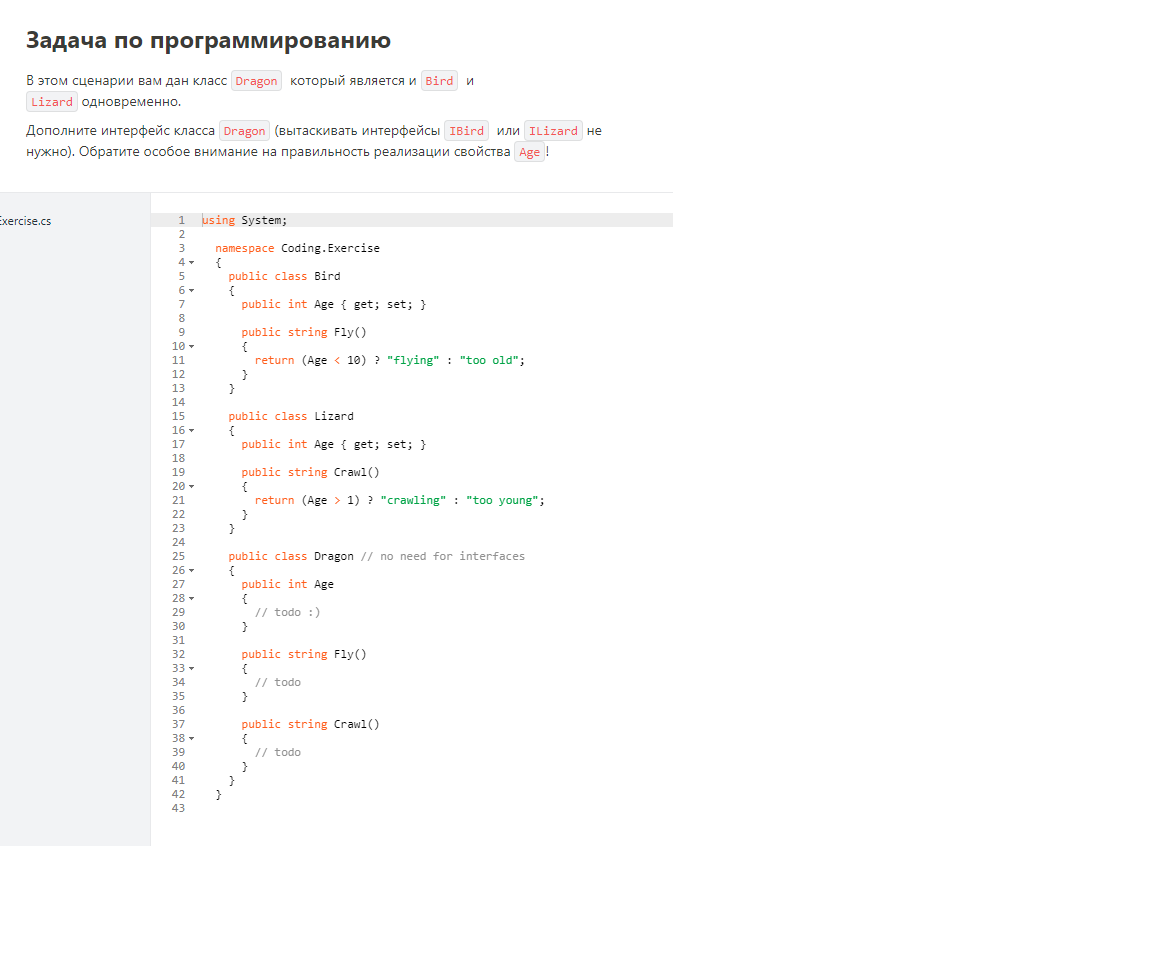 Задача по программированию
В этом сценарии вам дан класс Dragon который является и Bird и
Lizard одновременно.
Дополните интерфейс класса Dragon (вытаскивать интерфейсы IBird или ILizard не
нужно). Обратите особое внимание на правильность реализации свойства Age!
Exercise.cs
1 using System;
2
3 namespace Coding.Exercise
4 {
5 public class Bird
6 {
7 public int Age { get; set; }
8
9 public string Fly()
10 {
11 return (Age < 10) ? "flying" : "too old";
12 }
13 }
14
15 public class Lizard
16 {
17 public int Age { get; set; }
18
19 public string Crawl()
20 {
21 return (Age > 1) ? "crawling" : "too young";
22 }
23 }
24
25 public class Dragon // no need for interfaces
26 {
27 public int Age
28 {
29 // todo :)
30 }
31
32 public string Fly()
33 {
34 // todo
35 }
36
37 public string Crawl()
38 {
39 // todo
40 }
41 }
42 }
43